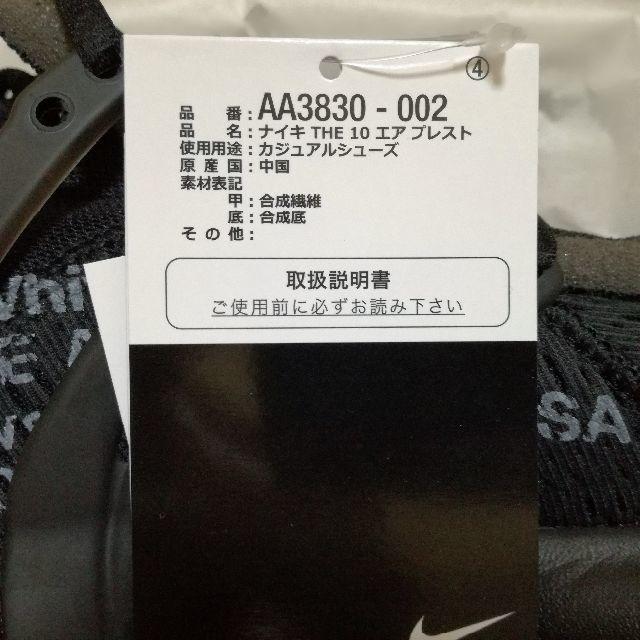 ④
品番:AA3830-002
品名:ナイキ THE 10 エア プレスト
使用用途:カジュアルシューズ
原産国:中国
素材表記
甲:合成繊維
底:合成底
その他:
取扱説明書
ご使用前に必ずお読み下さい
SA